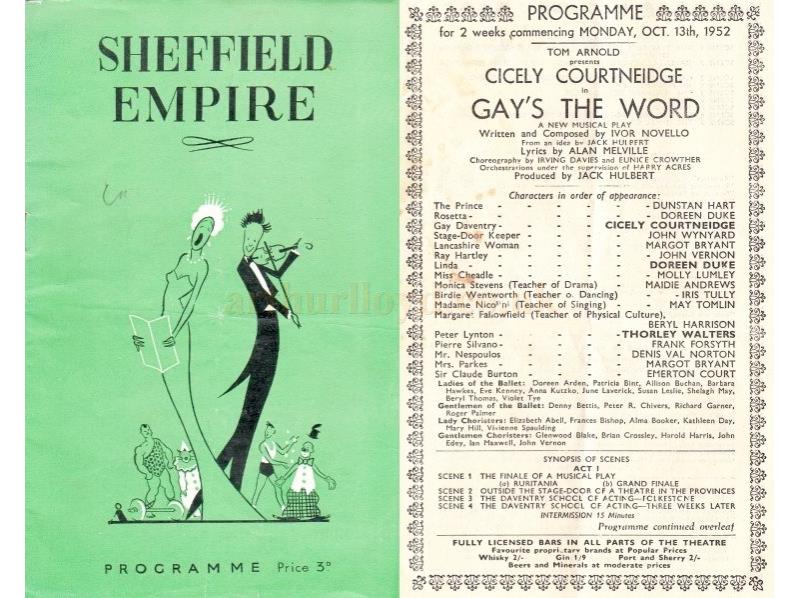 SHEFFIELD
EMPIRE
PROGRAMME Price 3ᴰ
PROGRAMME
for 2 weeks commencing MONDAY, OCT. 13th, 1952
TOM ARNOLD
presents
CICELY COURTNEIDGE
in
GAY'S THE WORD
A NEW MUSICAL PLAY
Written and Composed by IVOR NOVELLO
From an idea by JACK HULBERT
Lyrics by ALAN MELVILLE
Choreography by IRVING DAVIES and EUNICE CROWTHER
Orchestrations under the supervision of HARRY ACRES
Produced by JACK HULBERT
Characters in order of appearance:
The Prince - - - - - - DUNSTAN HART
Rosetta - - - - - - DOREEN DUKE
Gay Daventry - - - - - CICELY COURTNEIDGE
Stage-Door Keeper - - - - - JOHN WYNYARD
Lancashire Woman - - - - - MARGOT BRYANT
Ray Hartley - - - - - - JOHN VERNON
Linda - - - - - - DOREEN DUKE
Miss Cheadle - - - - - - MOLLY LUMLEY
Monica Stevens (Teacher of Drama) - - - MAIDIE ANDREWS
Birdie Wentworth (Teacher o. Dancing) - - - IRIS TULLY
Madame Nico'ni (Teacher of Singing) - - - MAY TOMLIN
Margaret Fallowfield (Teacher of Physical Culture),
BERYL HARRISON
Peter Lynton - - - - - THORLEY WALTERS
Pierre Silvano - - - - - FRANK FORSYTH
Mr. Nespoulos - - - - - DENIS VAL NORTON
Mrs. Parkes - - - - - MARGOT BRYANT
Sir Claude Burton - - - - - EMERTON COURT
Ladies of the Ballet: Doreen Arden, Patricia Bint, Allison Buchan, Barbara
Hawkes, Eve Kenney, Anna Kutzko, June Laverick, Susan Leslie, Shelagh May,
Beryl Thomas, Violet Tye
Gentlemen of the Ballet: Denny Bettis, Peter R. Chivers, Richard Garner,
Roger Palmer
Lady Choristers: Elizabeth Abell, Frances Bishop, Alma Booker, Kathleen Day,
Mary Hill, Vivienne Spaulding
Gentlemen Choristers: Glenwood Blake, Brian Crossley, Harold Harris, John
Edey, Ian Maxwell, John Vernon
SYNOPSIS OF SCENES
ACT I
SCENE 1 THE FINALE OF A MUSICAL PLAY
(a) RURITANIA (b) GRAND FINALE
SCENE 2 OUTSIDE THE STAGE-DOOR OF A THEATRE IN THE PROVINCES
SCENE 3 THE DAVENTRY SCHOOL OF ACTING—FOLKESTONE
SCENE 4 THE DAVENTRY SCHOOL OF ACTING—THREE WEEKS LATER
INTERMISSION 15 Minutes
Programme continued overleaf
FULLY LICENSED BARS IN ALL PARTS OF THE THEATRE
Favourite propri.tary brands at Popular Prices
Whisky 2/- Gin 1/9 Port and Sherry 2/-
Beers and Minerals at moderate prices